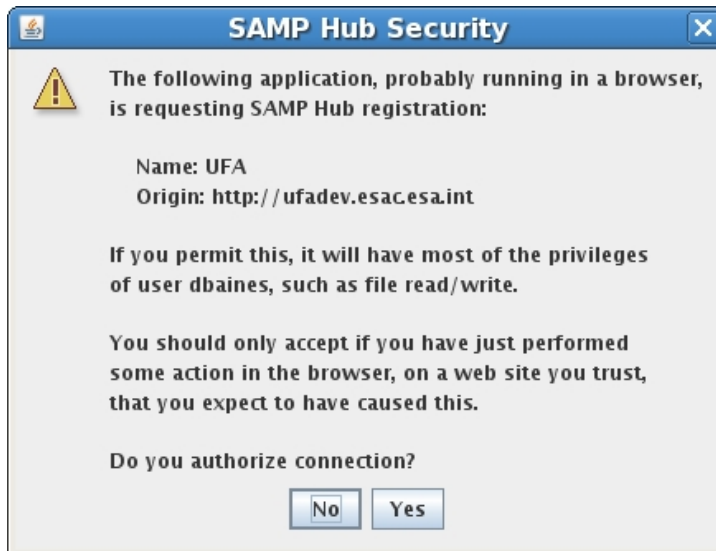 SAMP Hub Security
The following application, probably running in a browser,
is requesting SAMP Hub registration:
Name: UFA
Origin: http://ufadev.esac.esa.int
If you permit this, it will have most of the privileges
of user dbaines, such as file read/write.
You should only accept if you have just performed
some action in the browser, on a web site you trust,
that you expect to have caused this.
Do you authorize connection?
No Yes